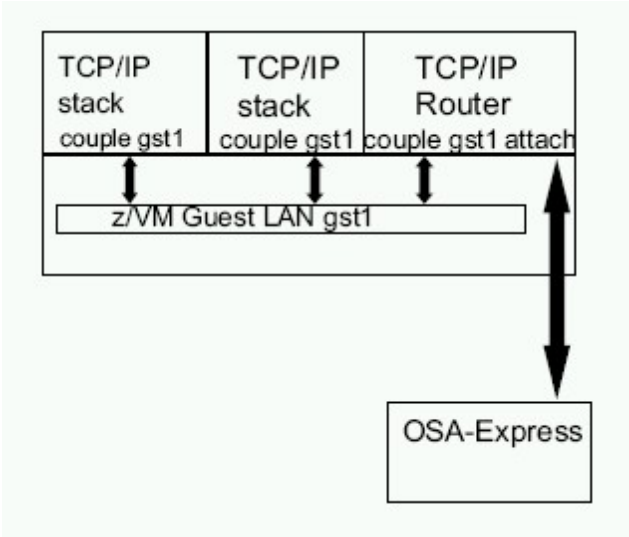 TCP/IP
stack
couple gst1
TCP/IP
stack
couple gst1
TCP/IP
Router
couple gst1 attach
z/VM Guest LAN gst1
OSA-Express